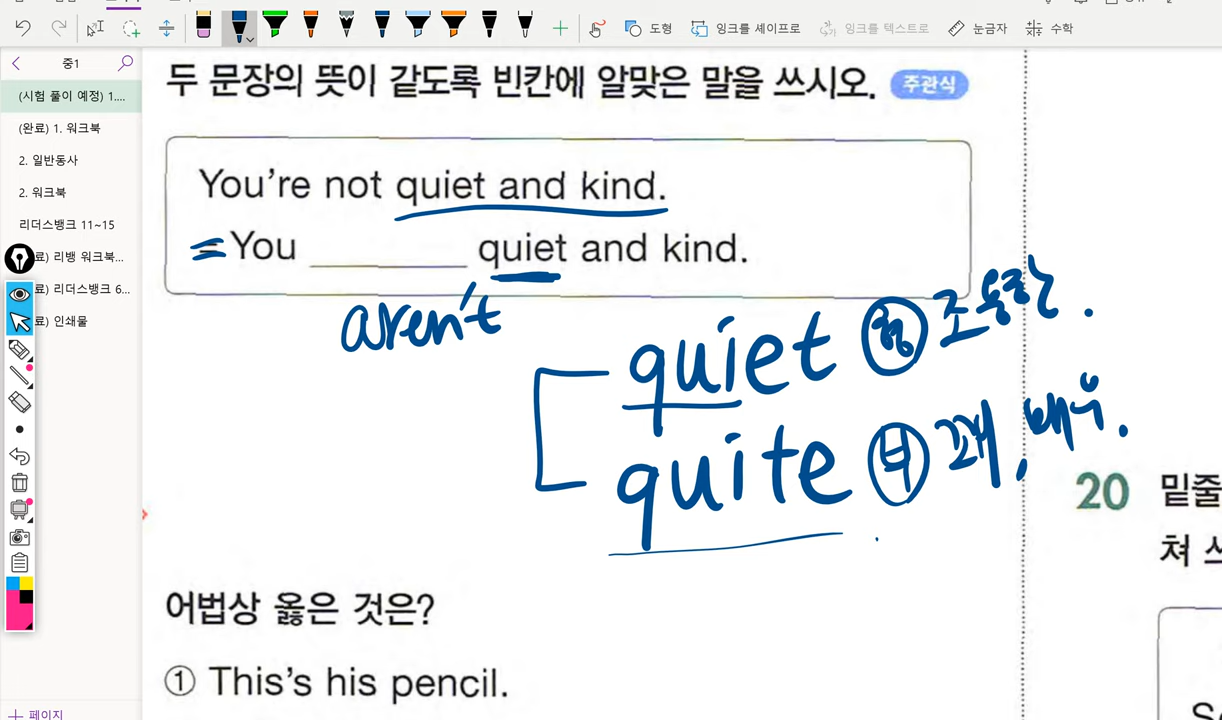 도형
잉크를 셰이프로
잉크를 텍스트로
눈금자
수학
중1
(시험 풀이 예정) 1....
(완료) 1. 워크북
2. 일반동사
2. 워크북
리더스뱅크 11~15
료) 리뱅 워크북...
료) 리더스뱅크 6...
료) 인쇄물
페이지
두 문장의 뜻이 같도록 빈칸에 알맞은 말을 쓰시오. 주관식
You're not quiet and kind.
= You ________ quiet and kind.
aren't
quiet 형 조용한.
quite 부 꽤, 매우.
어법상 옳은 것은?
① This's his pencil.
20 밑줄
쳐 쓰